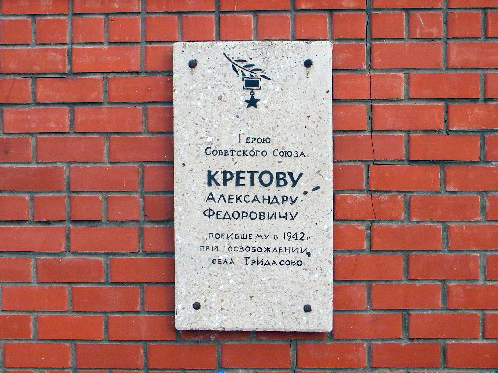 Герою
Советского Союза
КРЕТОВУ
Александру
Федоровичу
погибшему в 1942 г.
при освобождении
села Гридасово